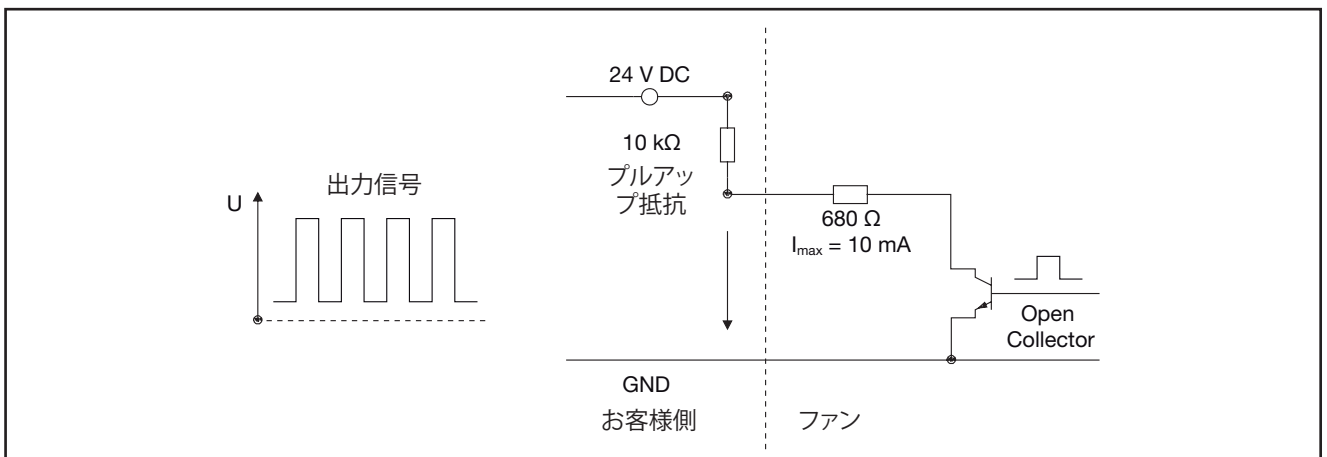 24 V DC
10 kΩ
プルアッ
プ抵抗
出力信号
U
680 Ω
Imax = 10 mA
Open
Collector
GND
お客様側
ファン